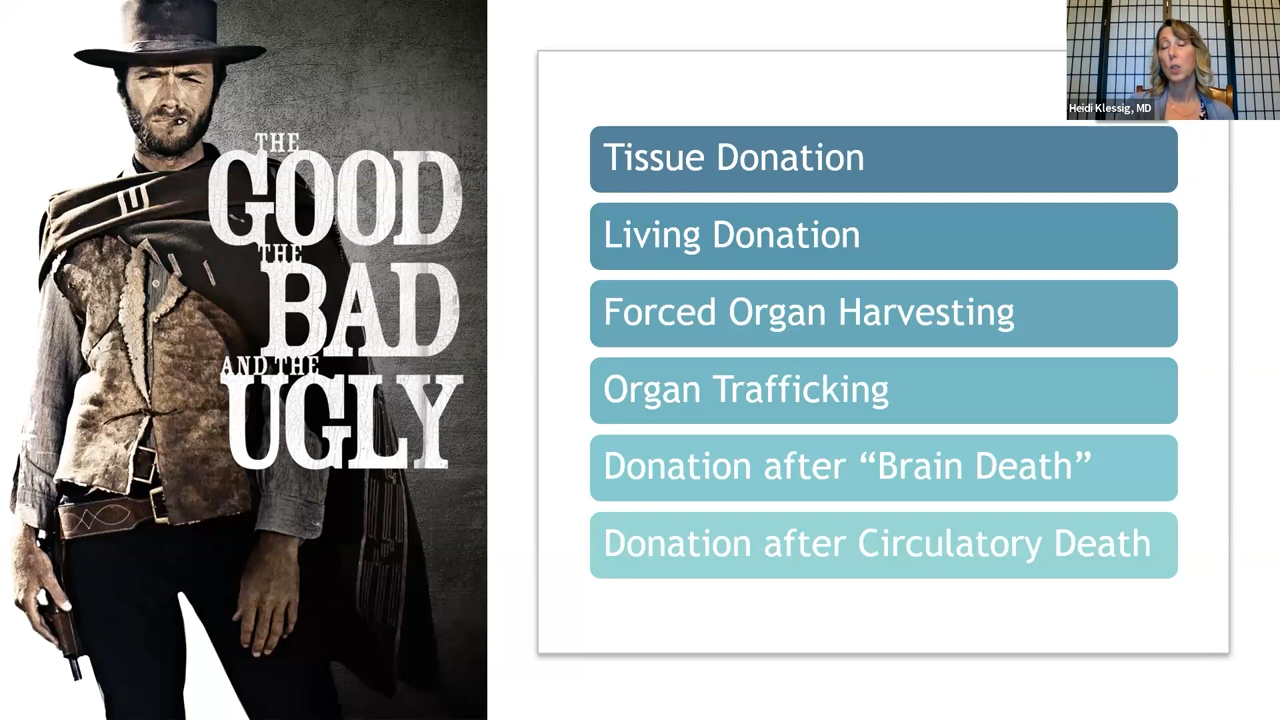 THE
GOOD
THE
BAD
AND THE
UGLY
Heidi Klessig, MD
Tissue Donation
Living Donation
Forced Organ Harvesting
Organ Trafficking
Donation after “Brain Death”
Donation after Circulatory Death